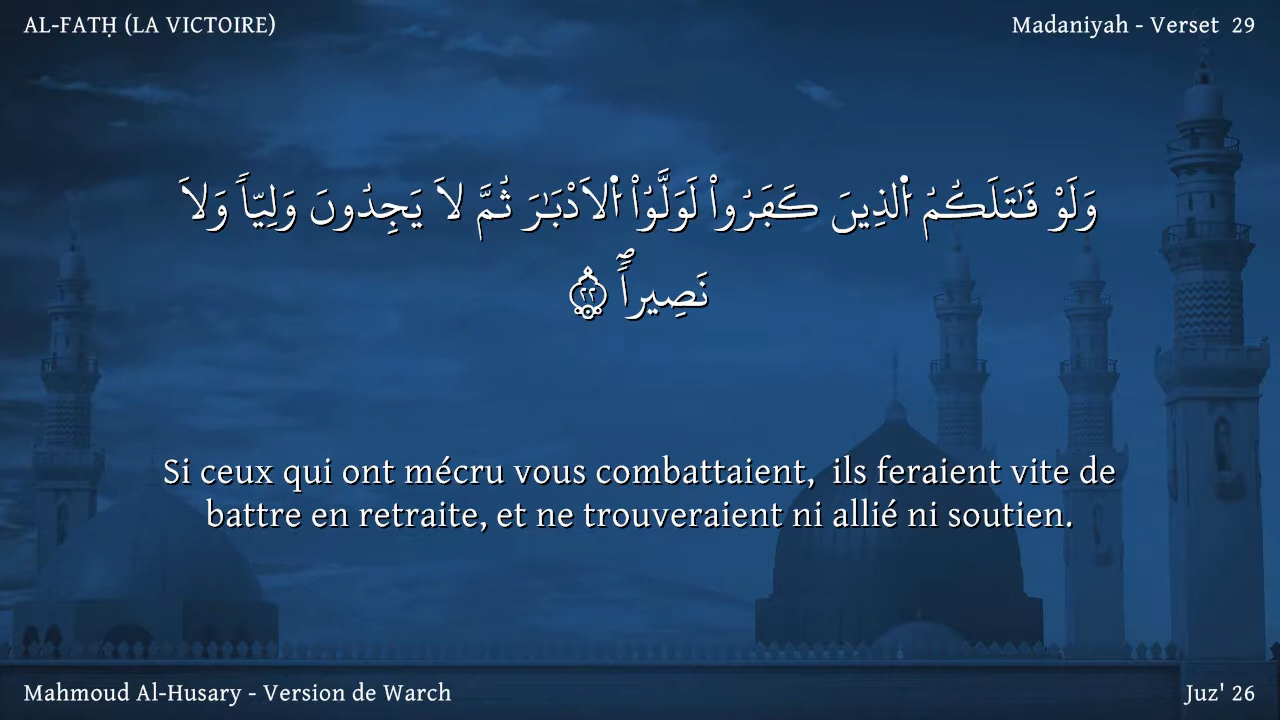 AL-FATḤ (LA VICTOIRE)
Madaniyah - Verset 29
وَلَوْ قَٰتَلَكُمُ اُ۬لذِينَ كَفَرُواْ لَوَلَّوُاْ اُ۬لَادْبَٰرَ ثُمَّ لَا يَجِدُونَ وَلِيّاٗ وَلَا
نَصِيراٗۖ ٢٢
Si ceux qui ont mécru vous combattaient, ils feraient vite de
battre en retraite, et ne trouveraient ni allié ni soutien.
Mahmoud Al-Husary - Version de Warch
Juz' 26